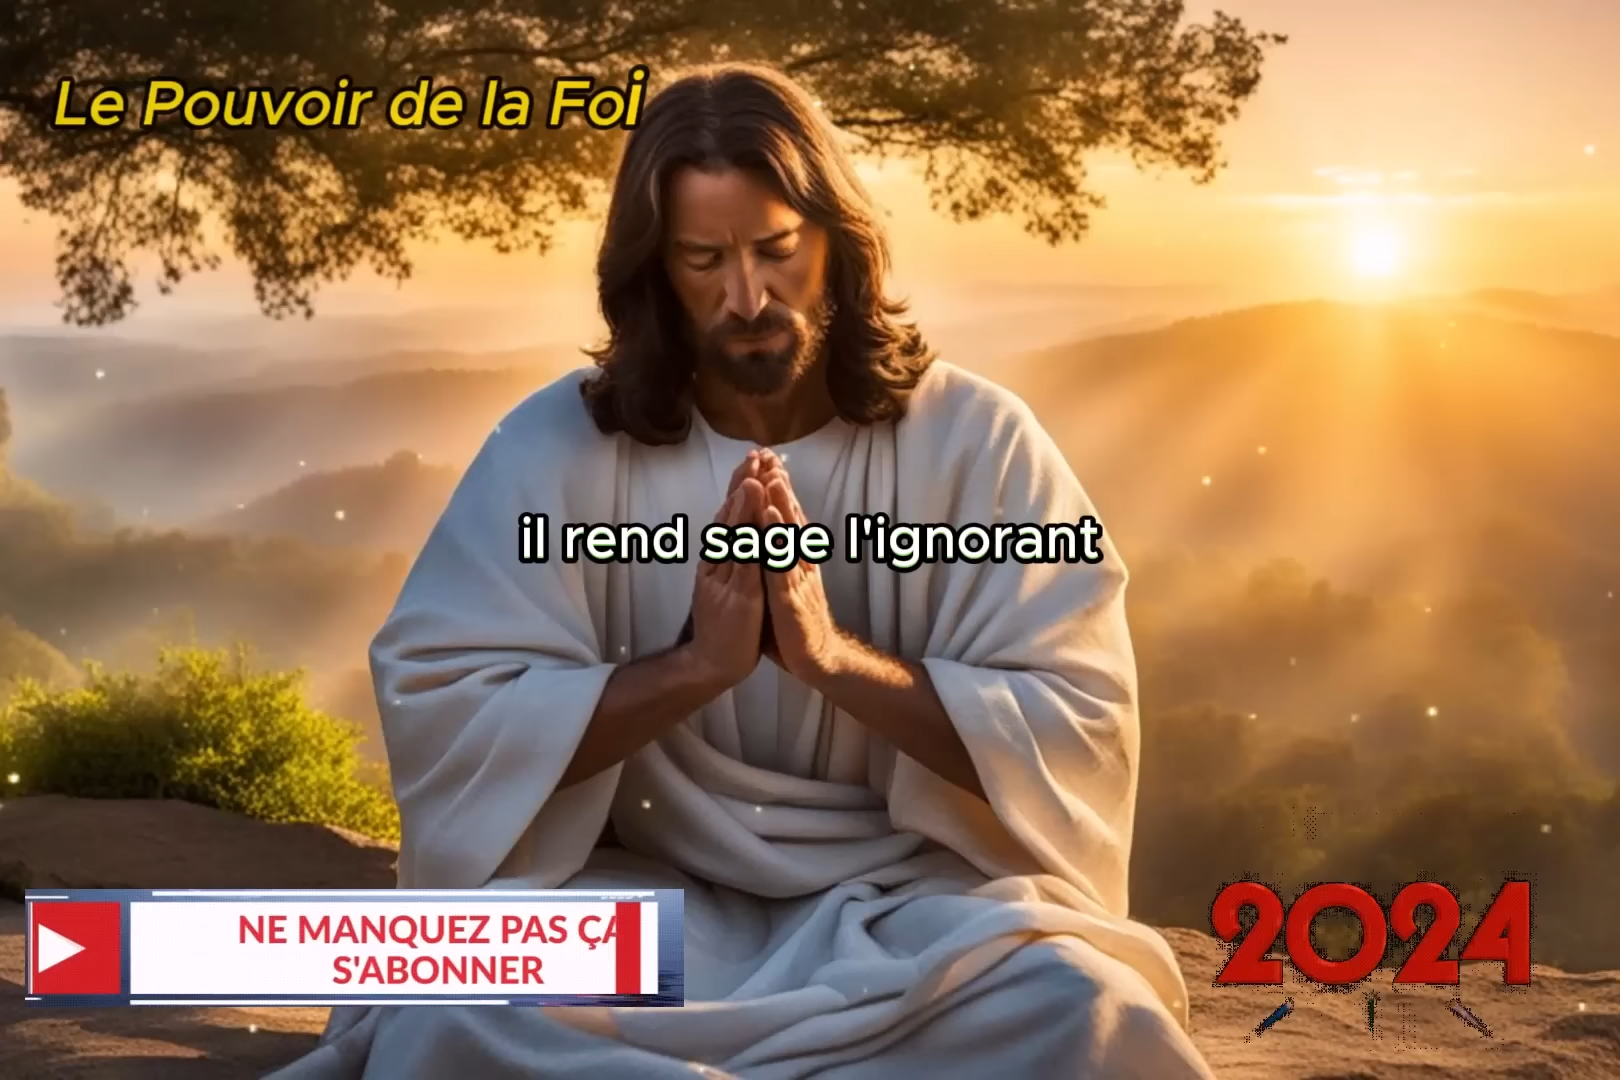 Le Pouvoir de la Foi
il rend sage l'ignorant
NE MANQUEZ PAS ÇA
S'ABONNER
2024